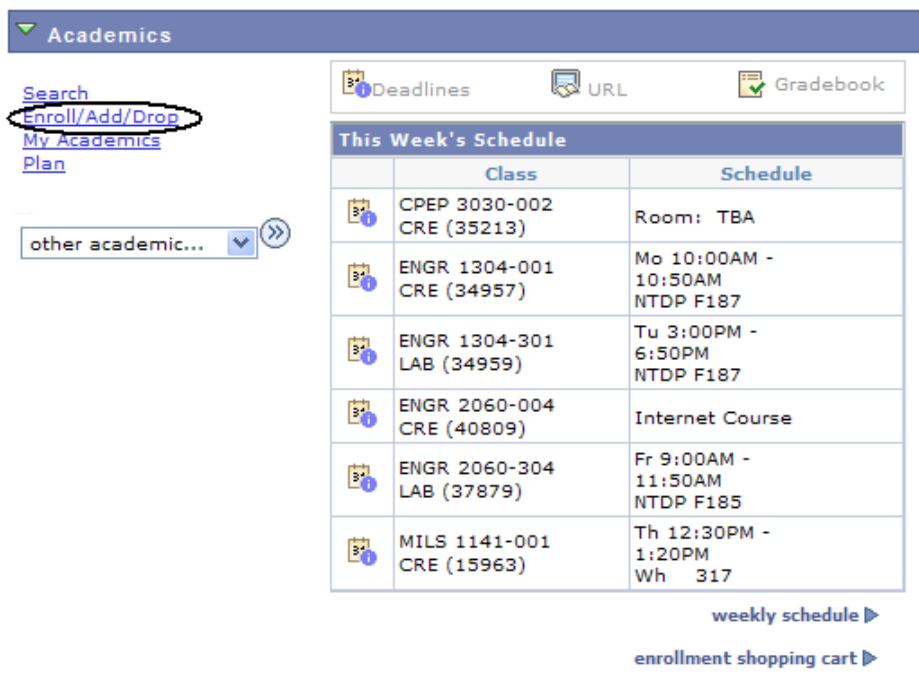 Academics
Search
Enroll/Add/Drop
My Academics
Plan
other academic...
Deadlines URL Gradebook
This Week's Schedule
Class Schedule
CPEP 3030-002
CRE (35213)
Room: TBA
ENGR 1304-001
CRE (34957)
Mo 10:00AM -
10:50AM
NTDP F187
ENGR 1304-301
LAB (34959)
Tu 3:00PM -
6:50PM
NTDP F187
ENGR 2060-004
CRE (40809)
Internet Course
ENGR 2060-304
LAB (37879)
Fr 9:00AM -
11:50AM
NTDP F185
MILS 1141-001
CRE (15963)
Th 12:30PM -
1:20PM
Wh 317
weekly schedule
enrollment shopping cart